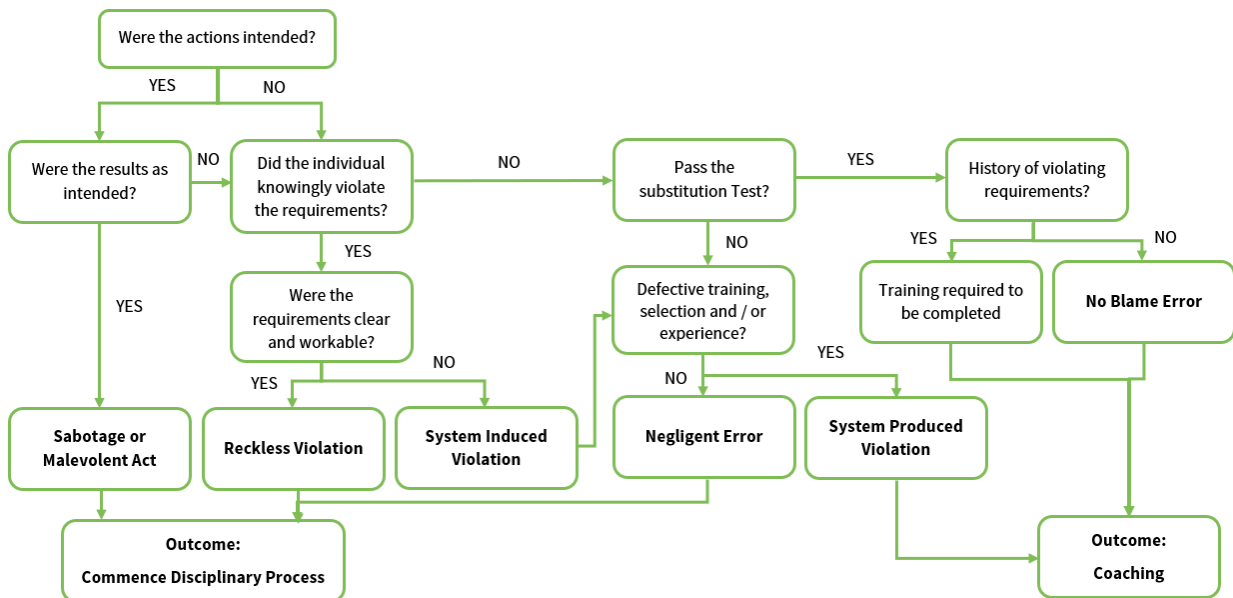 Were the actions intended?
YES
NO
Were the results as
intended?
NO
Did the individual
knowingly violate
the requirements?
NO
Pass the
substitution Test?
YES
History of violating
requirements?
YES
NO
YES
NO
YES
Were the
requirements clear
and workable?
Defective training,
selection and / or
experience?
Training required to
be completed
No Blame Error
YES
NO
NO
YES
Sabotage or
Malevolent Act
Reckless Violation
System Induced
Violation
Negligent Error
System Produced
Violation
Outcome:
Commence Disciplinary Process
Outcome:
Coaching